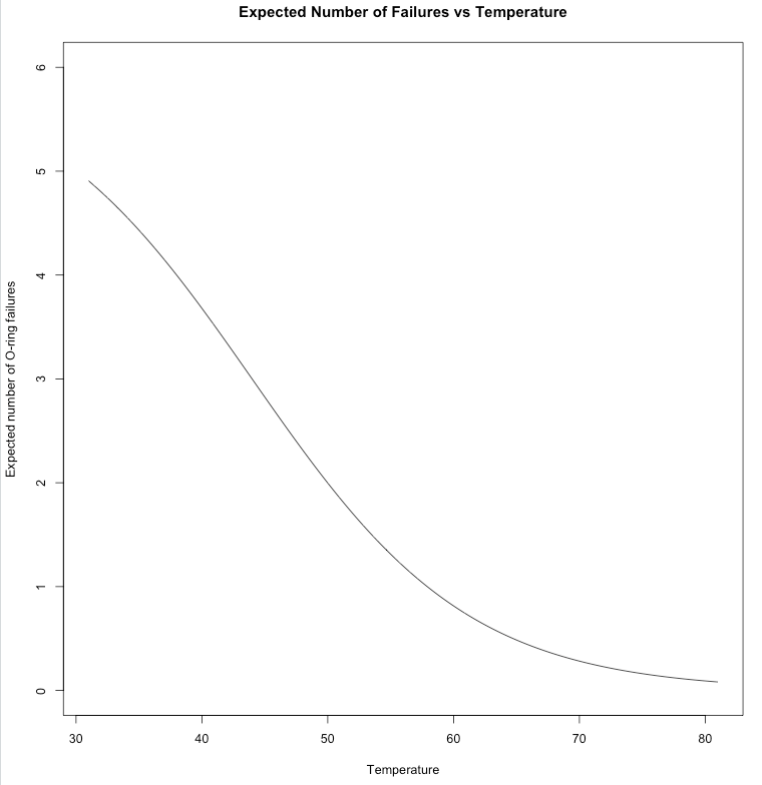 Expected Number of Failures vs Temperature
Expected number of O-ring failures
6
5
4
3
2
1
0
30 40 50 60 70 80
Temperature